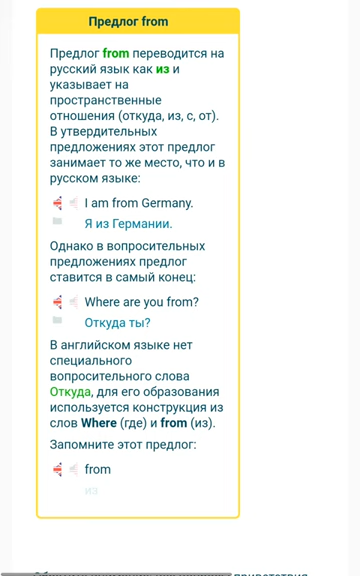 Предлог from
Предлог from переводится на
русский язык как из и
указывает на
пространственные
отношения (откуда, из, с, от).
В утвердительных
предложениях этот предлог
занимает то же место, что и в
русском языке:
I am from Germany.
Я из Германии.
Однако в вопросительных
предложениях предлог
ставится в самый конец:
Where are you from?
Откуда ты?
В английском языке нет
специального
вопросительного слова
Откуда, для его образования
используется конструкция из
слов Where (где) и from (из).
Запомните этот предлог:
from
из